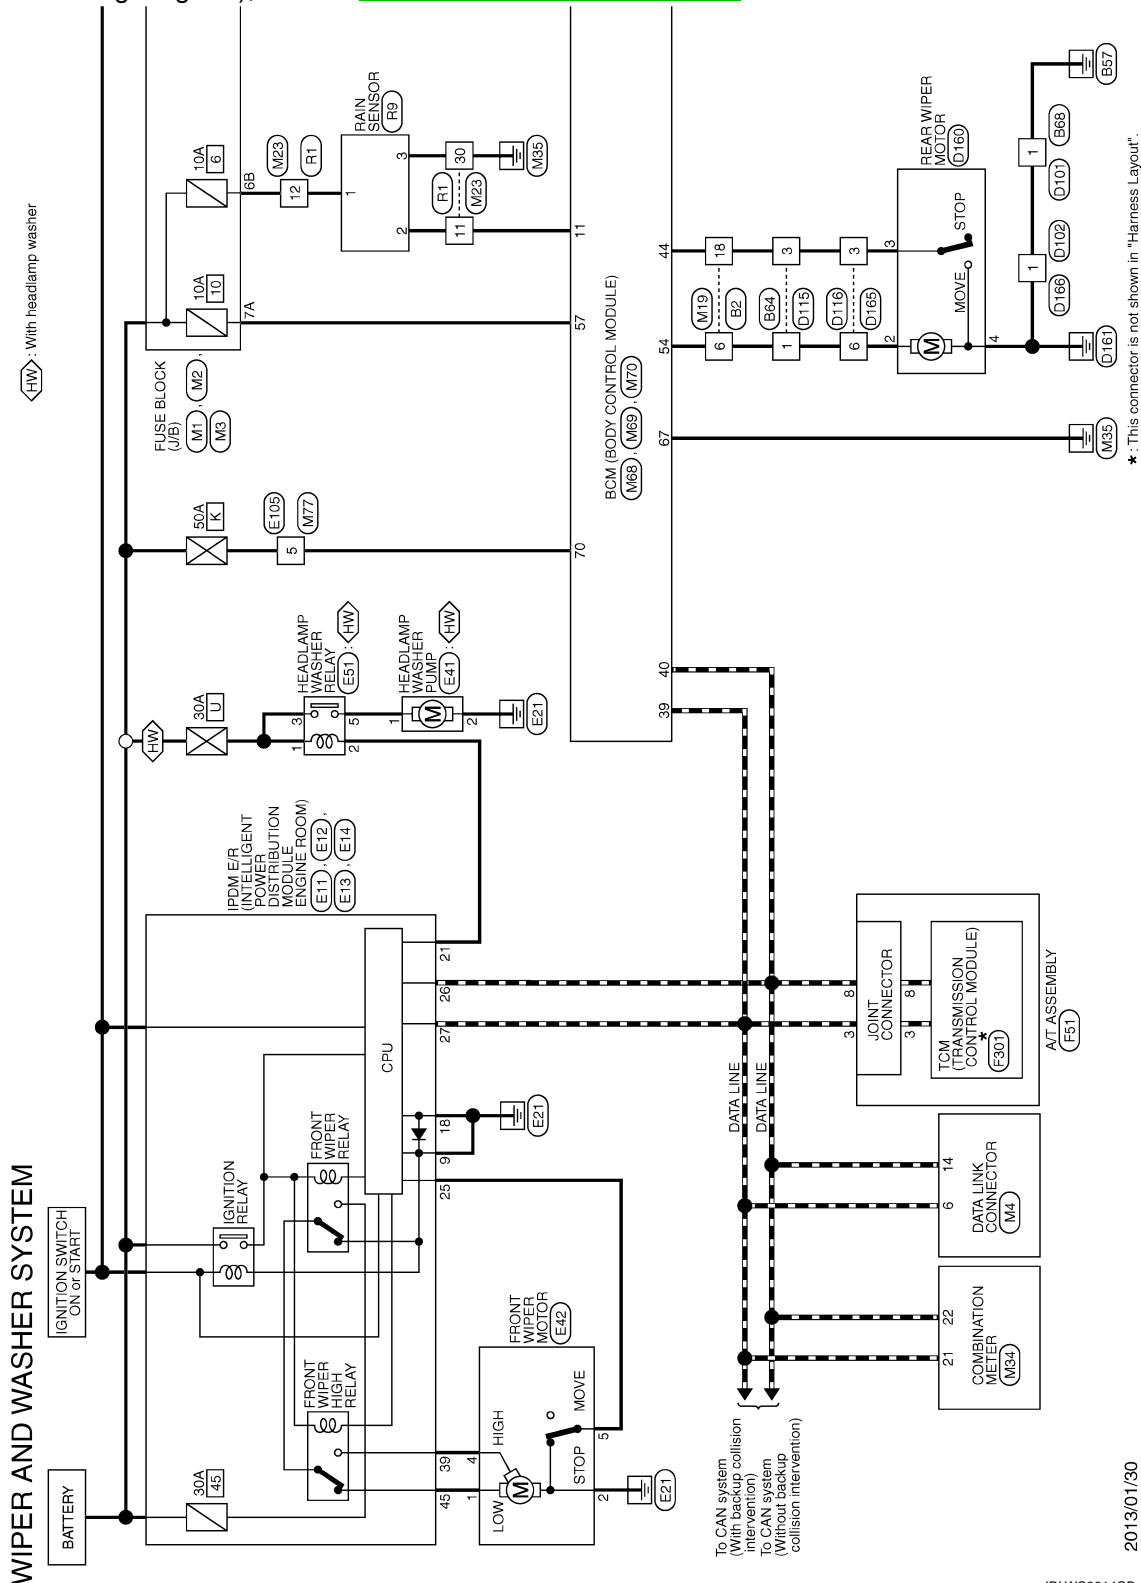 WIPER AND WASHER SYSTEM
HW : With headlamp washer
BATTERY
IGNITION SWITCH
ON or START
30A
45
FRONT
WIPER
HIGH
RELAY
IGNITION
RELAY
FRONT
WIPER
RELAY
CPU
IPDM E/R
(INTELLIGENT
POWER
DISTRIBUTION
MODULE
ENGINE ROOM)
E11 , E12 ,
E13 , E14
45
39
25
9
18
27
26
21
E21
FRONT
WIPER
MOTOR
E42
1
4
LOW
HIGH
M
STOP
MOVE
2
5
E21
HW
30A
U
1
3
2
5
HEADLAMP
WASHER
RELAY
E51 : HW
HEADLAMP
WASHER
PUMP
E41 : HW
1
M
2
E21
50A
K
5
E105
M77
FUSE BLOCK
(J/B)
M1 , M2 ,
M3
10A
10
10A
6
7A
6B
12
M23
R1
RAIN
SENSOR
R9
1
2
3
11
30
R1
M23
M35
70
57
11
BCM (BODY CONTROL MODULE)
M68 , M69 , M70
39
40
67
54
44
M35
6
18
M19
B2
1
3
B64
D115
6
3
D116
D165
REAR WIPER
MOTOR
D160
2
3
M
MOVE
STOP
4
D161
1
D166
D102
1
D101
B68
B57
DATA LINE
DATA LINE
To CAN system
(With backup collision
intervention)
To CAN system
(Without backup
collision intervention)
21
22
COMBINATION
METER
M34
6
14
DATA LINK
CONNECTOR
M4
3
8
JOINT
CONNECTOR
3
8
TCM
(TRANSMISSION
CONTROL MODULE)
*
F301
A/T ASSEMBLY
F51
* : This connector is not shown in "Harness Layout".
2013/01/30